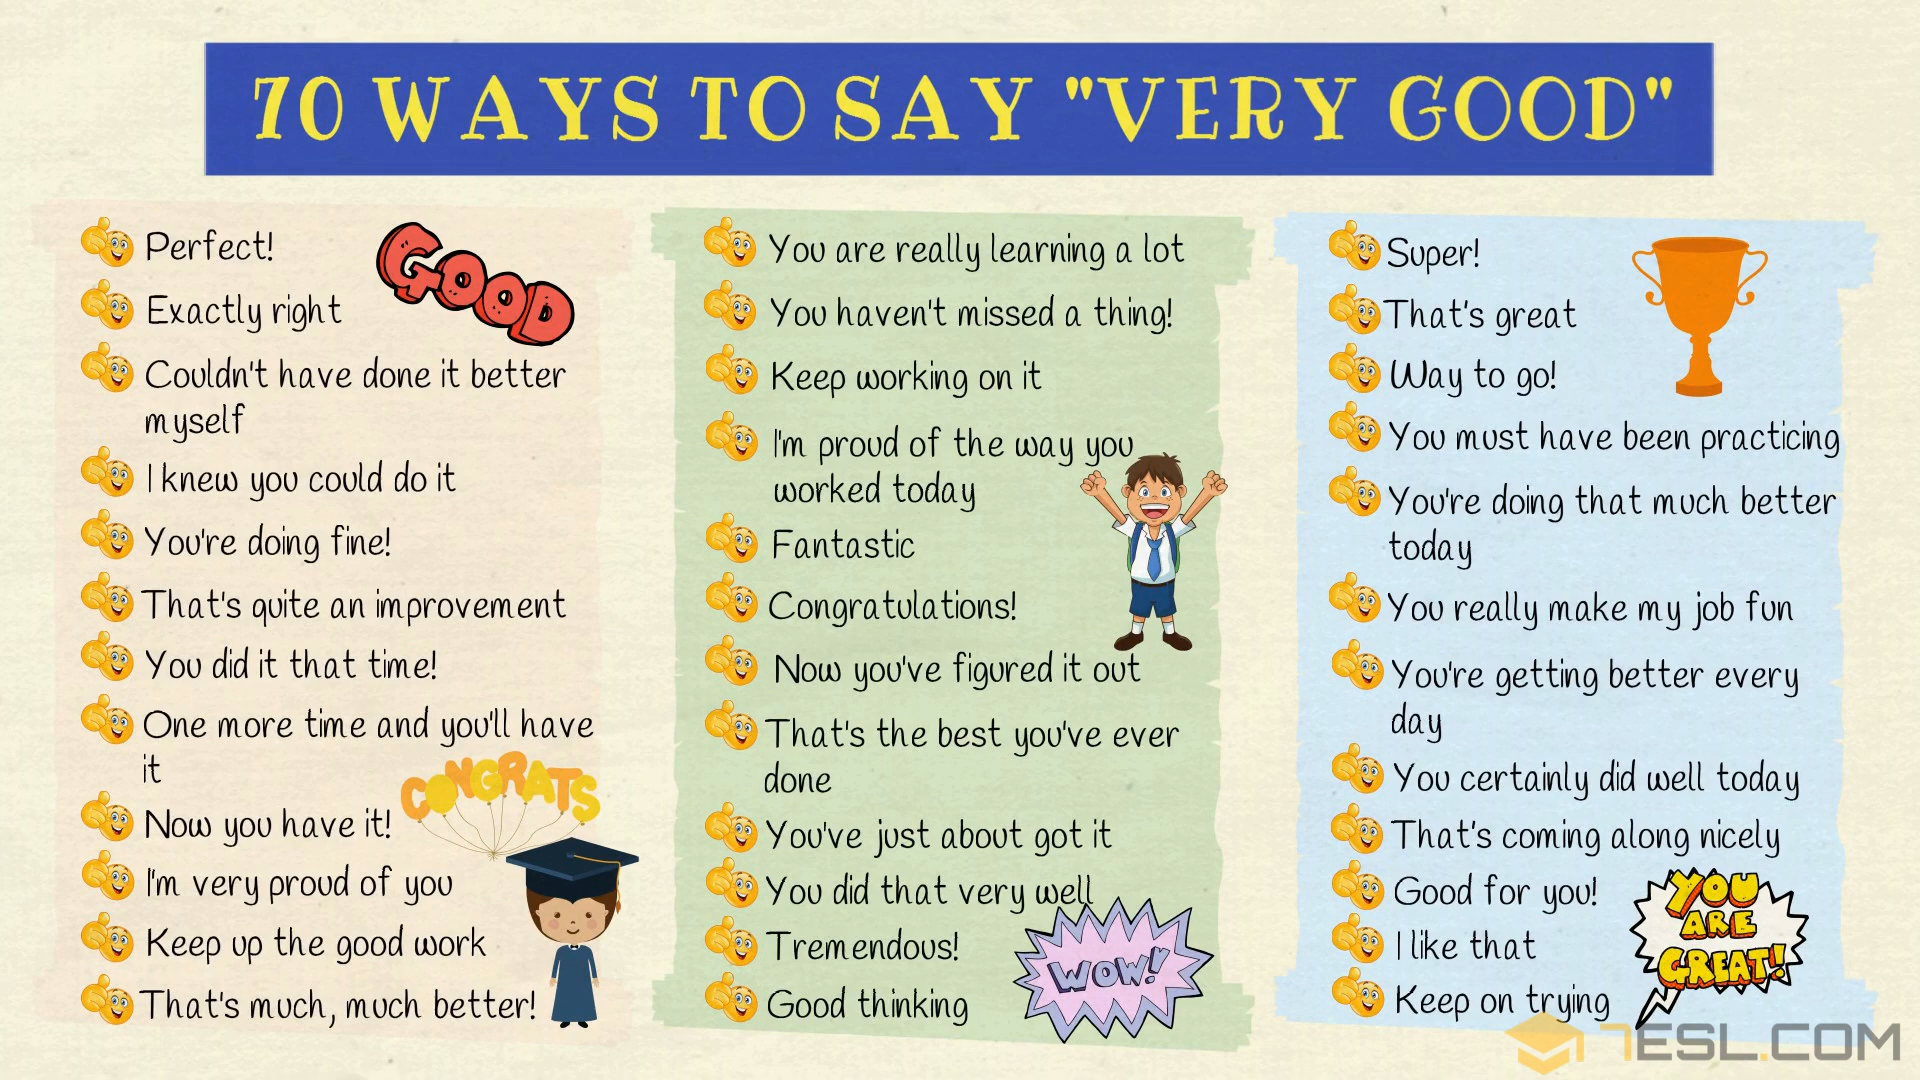 70 WAYS TO SAY "VERY GOOD"
Perfect!
Exactly right
Couldn't have done it better
myself
I knew you could do it
You're doing fine!
That's quite an improvement
You did it that time!
One more time and you'll have
it
Now you have it!
I'm very proud of you
Keep up the good work
That's much, much better!
GOOD
CONGRATS
You are really learning a lot
You haven't missed a thing!
Keep working on it
I'm proud of the way you
worked today
Fantastic
Congratulations!
Now you've figured it out
That's the best you've ever
done
You've just about got it
You did that very well
Tremendous!
Good thinking
WOW!
Super!
That's great
Way to go!
You must have been practicing
You're doing that much better
today
You really make my job fun
You're getting better every
day
You certainly did well today
That's coming along nicely
Good for you!
I like that
Keep on trying
YOU
ARE
GREAT!
7ESL.COM